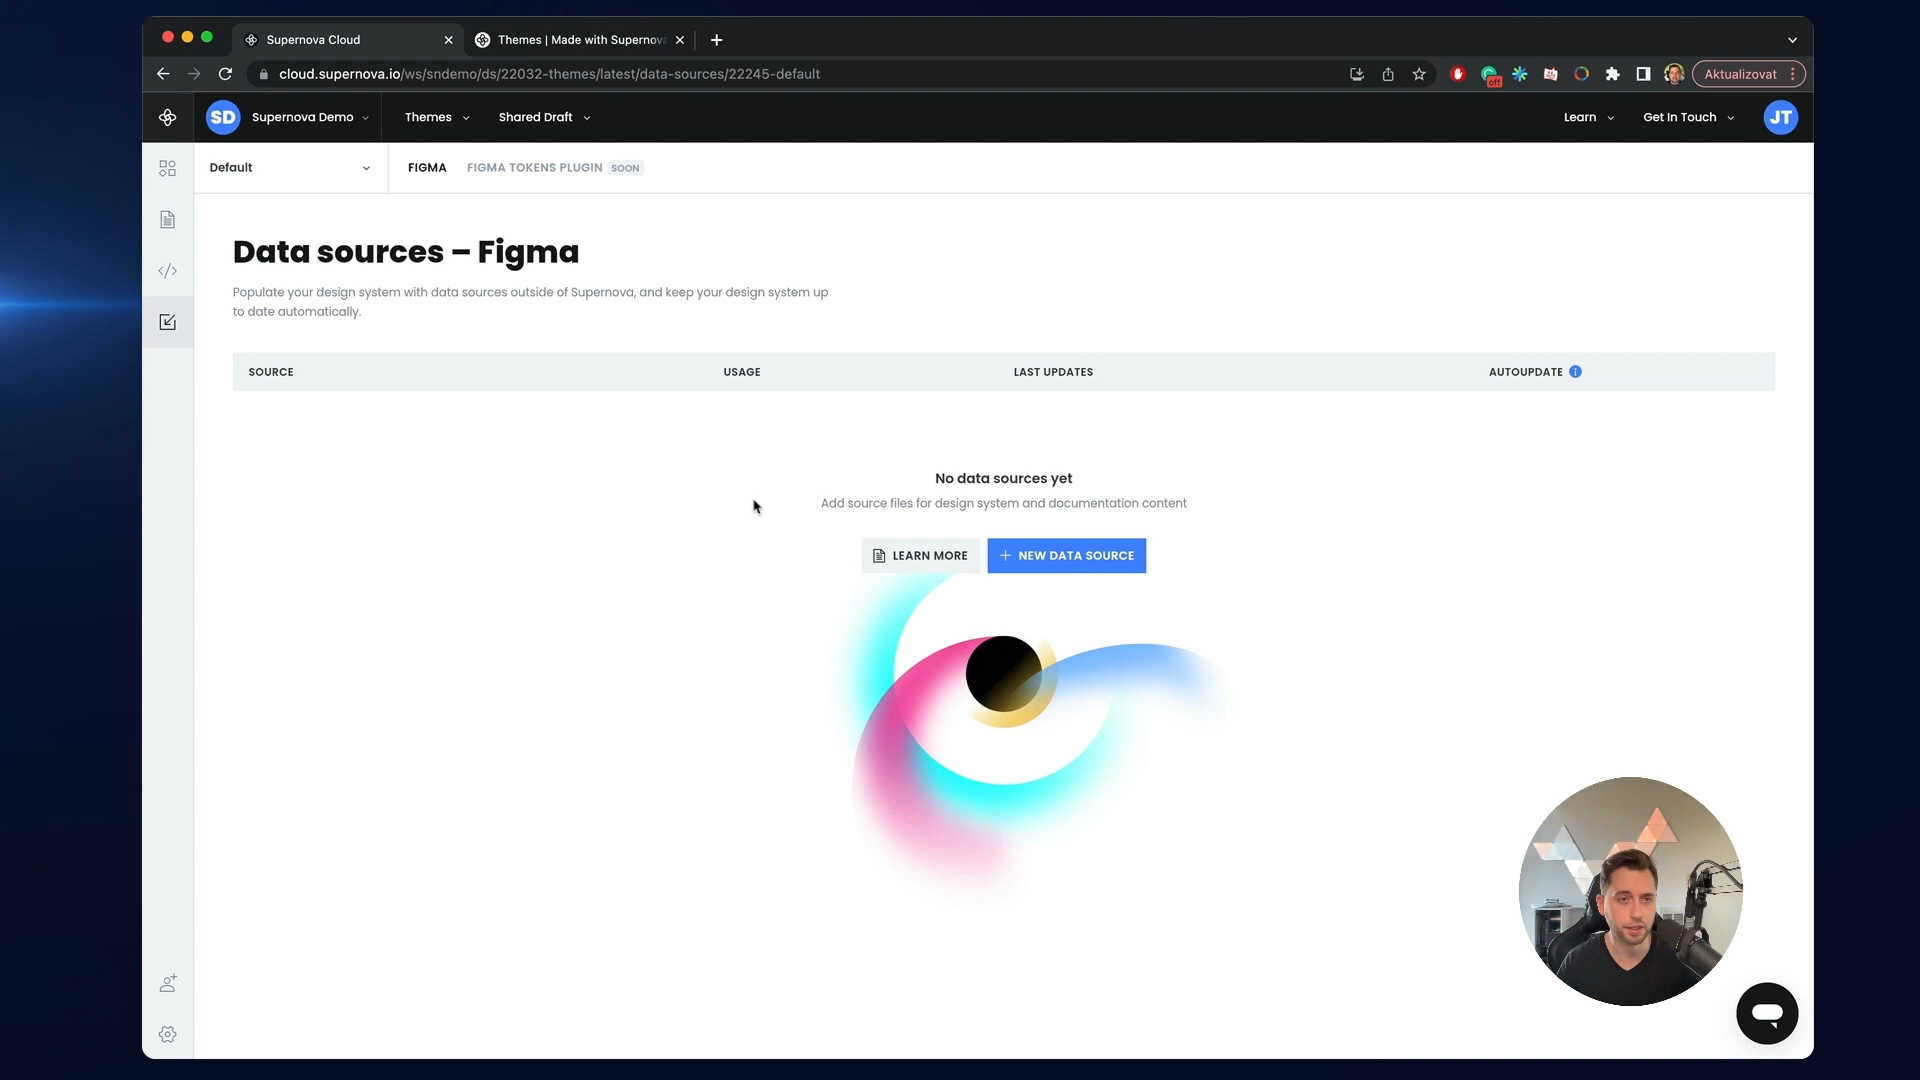 Supernova Cloud
Themes | Made with Supernova
cloud.supernova.io/ws/sndemo/ds/22032-themes/latest/data-sources/22245-default
off
Aktualizovat
SD
Supernova Demo
Themes
Shared Draft
Learn
Get In Touch
JT
Default
FIGMA
FIGMA TOKENS PLUGIN
SOON
Data sources – Figma
Populate your design system with data sources outside of Supernova, and keep your design system up
to date automatically.
SOURCE
USAGE
LAST UPDATES
AUTOUPDATE
No data sources yet
Add source files for design system and documentation content
LEARN MORE
NEW DATA SOURCE